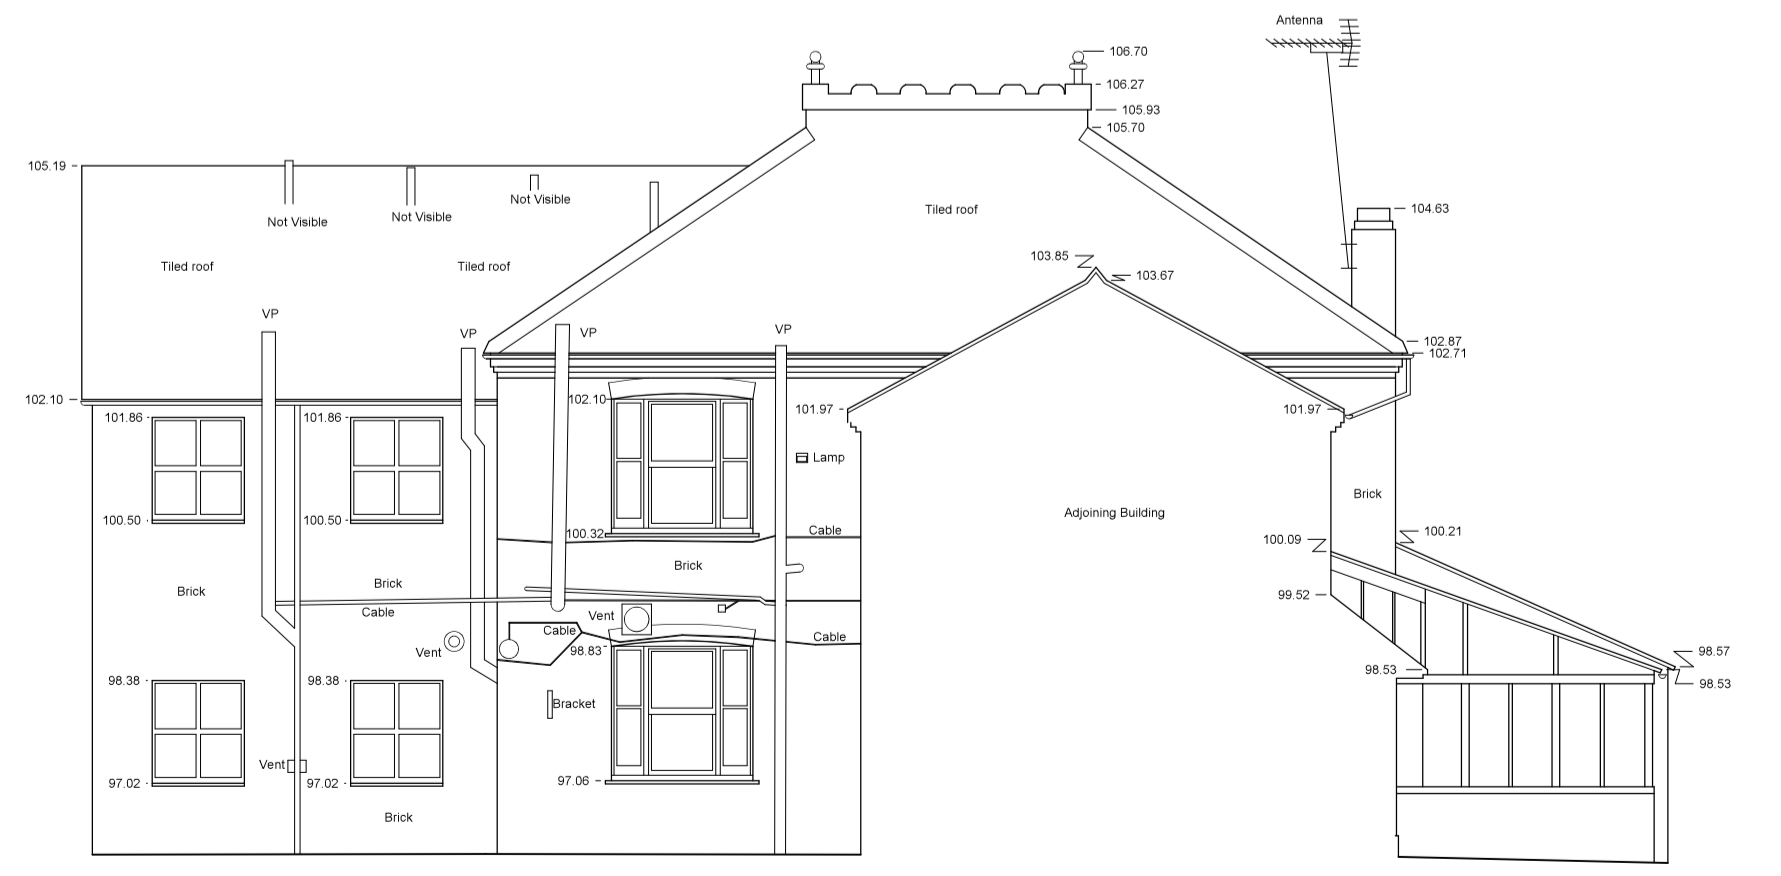 Antenna
106.70
106.27
105.93
105.70
105.19
Not Visible
Not Visible
Not Visible
Tiled roof
104.63
Tiled roof
Tiled roof
103.85
103.67
VP
VP
VP
VP
102.87
102.71
102.10
102.10
101.97
101.97
101.86
101.86
Lamp
Brick
100.50
100.50
100.32
Cable
Adjoining Building
100.21
100.09
Brick
Brick
Brick
99.52
Cable
Vent
Cable
Cable
Vent
98.83
98.57
98.53
98.53
98.38
98.38
Bracket
Vent
97.02
97.02
97.06
Brick